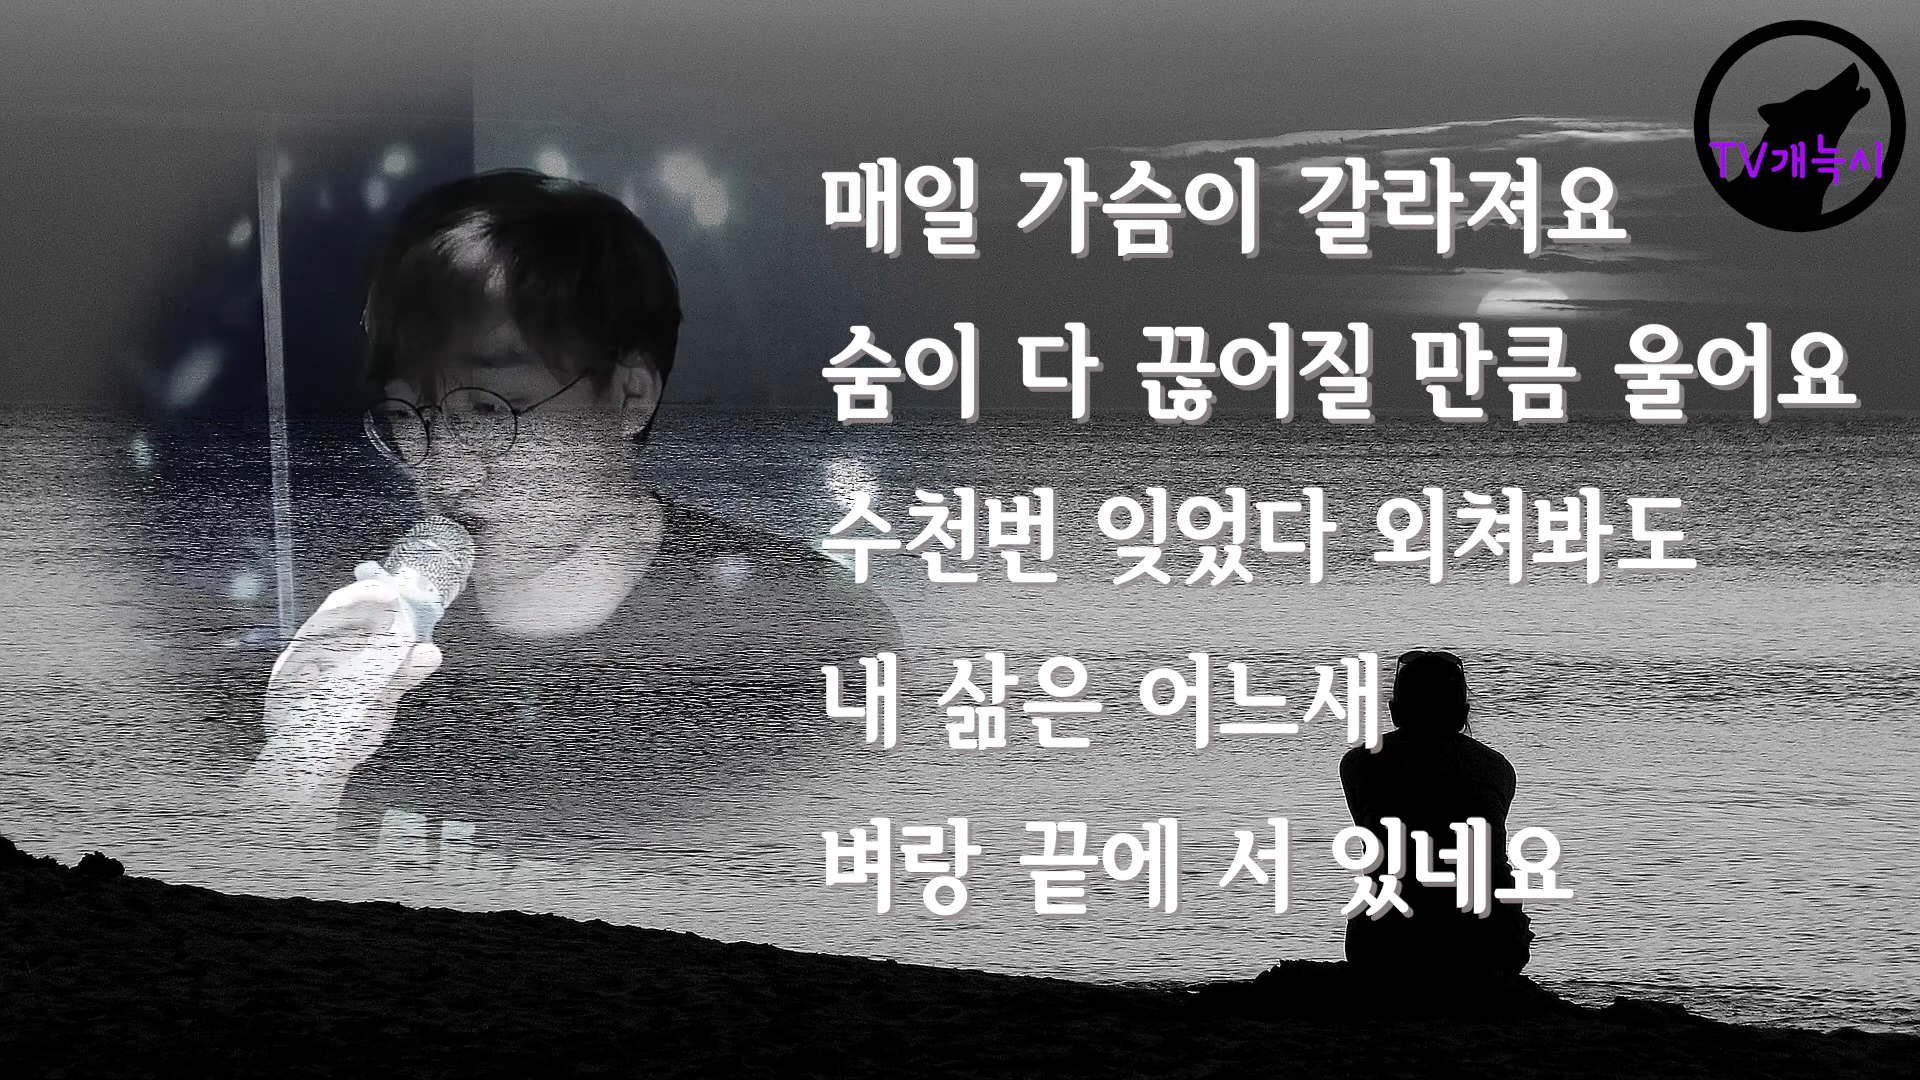 TV개늑시
매일 가슴이 갈라져요
숨이 다 끊어질 만큼 울어요
수천번 잊었다 외쳐봐도
내 삶은 어느새
벼랑 끝에 서 있네요